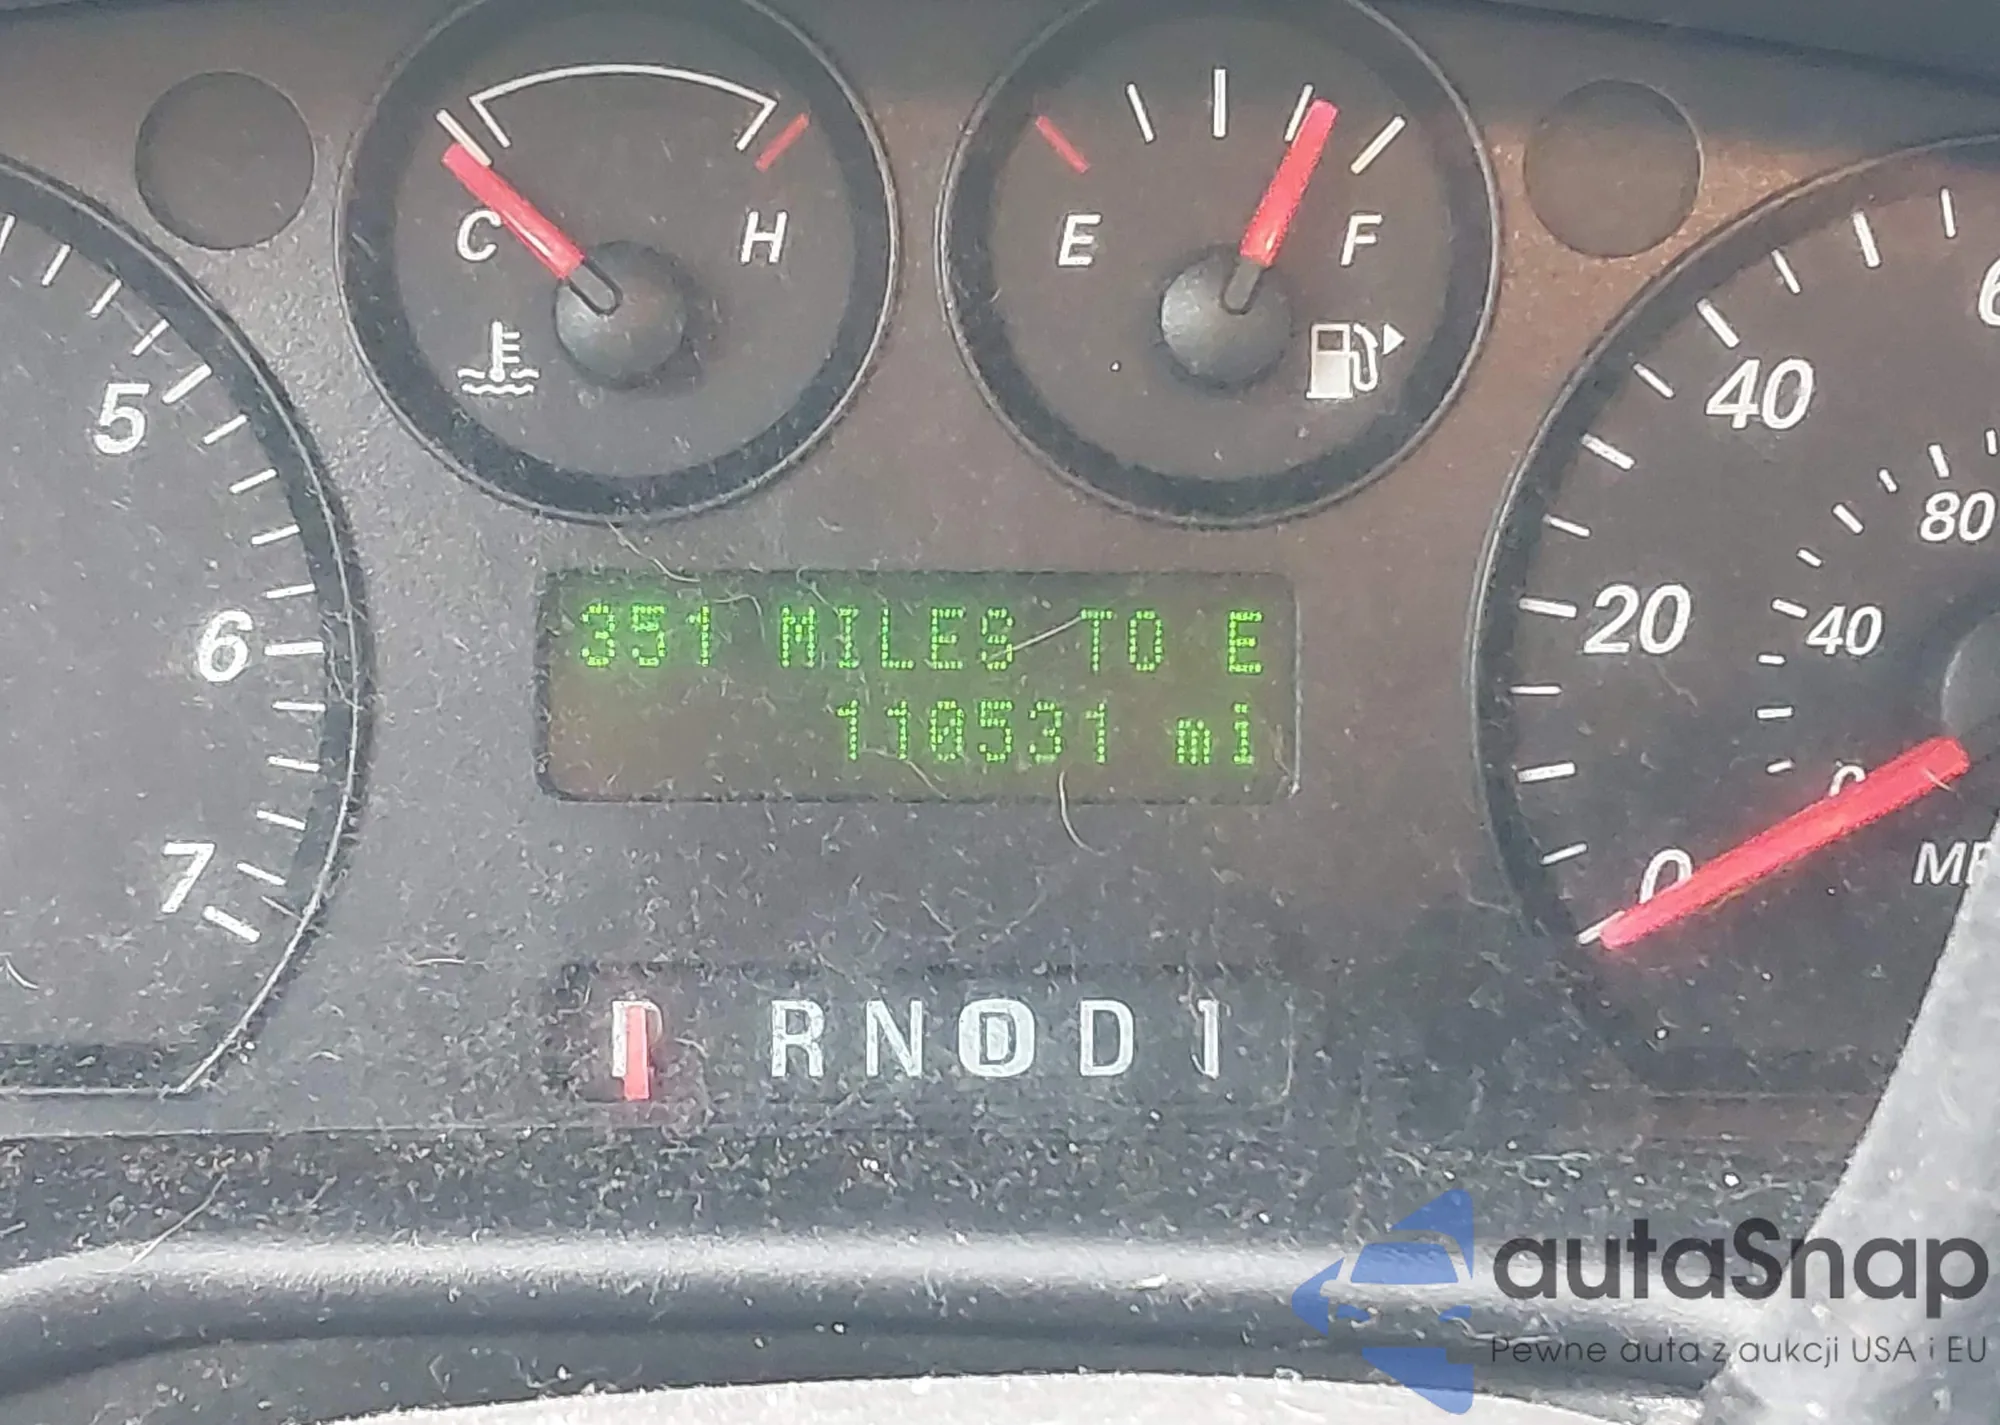 C H
E F
5
6
7
40
20
0
80
40
351 MILES TO E
110531 mi
P R N D D 1
autaSnap
Pewne auta z aukcji USA i EU